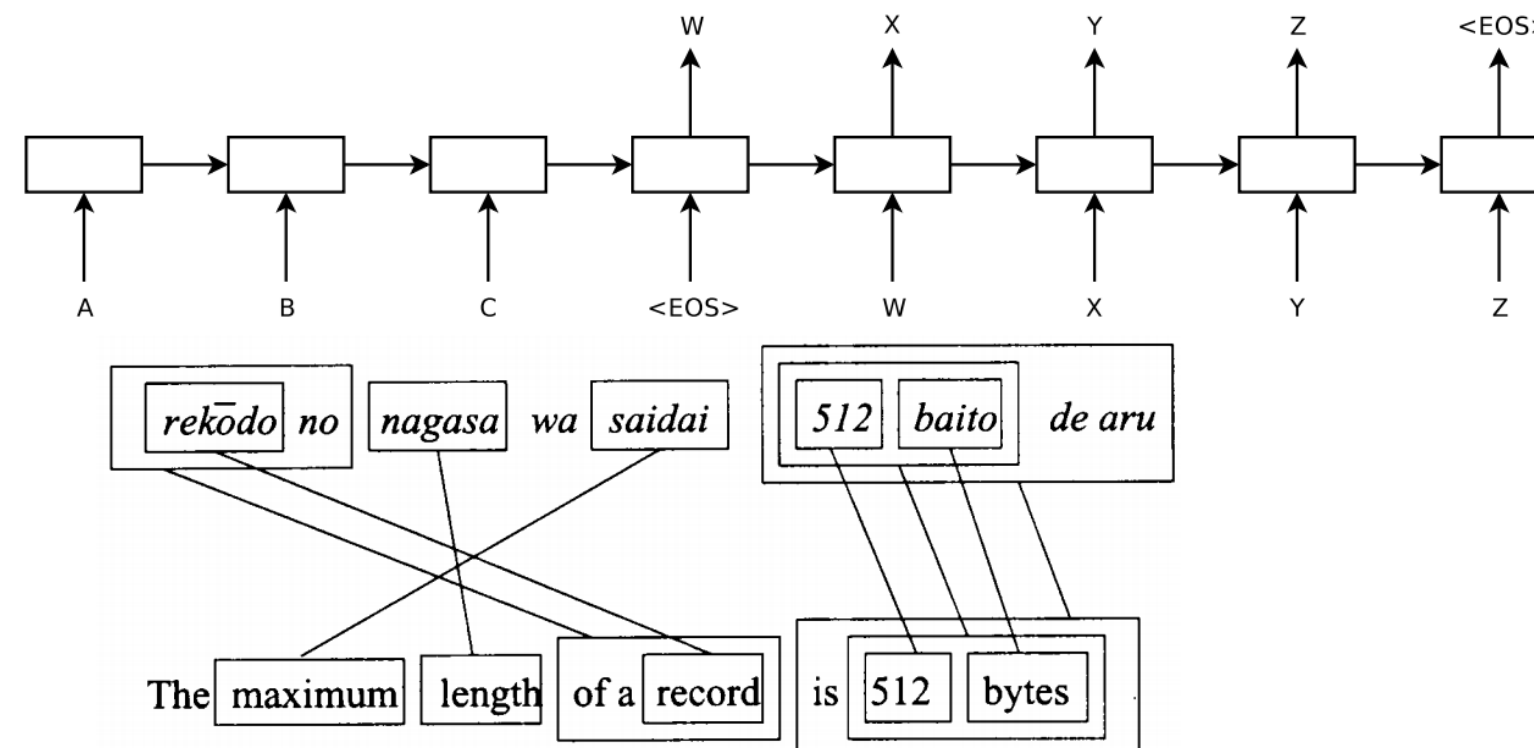 W X Y Z <EOS>
A B C <EOS> W X Y Z
rekōdo no nagasa wa saidai 512 baito de aru
The maximum length of a record is 512 bytes